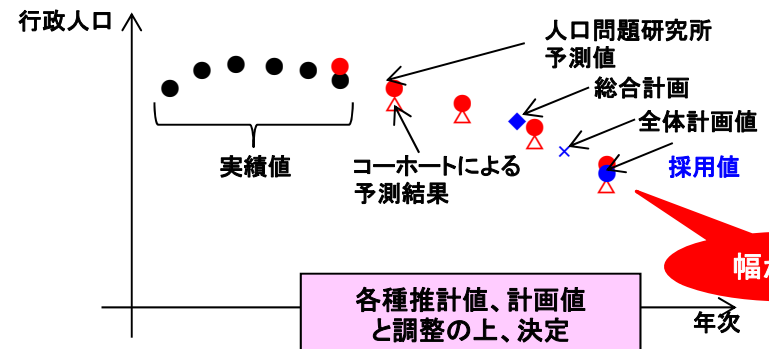 行政人口
人口問題研究所
予測値
総合計画
全体計画値
採用値
実績値
コーホートによる
予測結果
幅
各種推計値、計画値
と調整の上、決定
年次